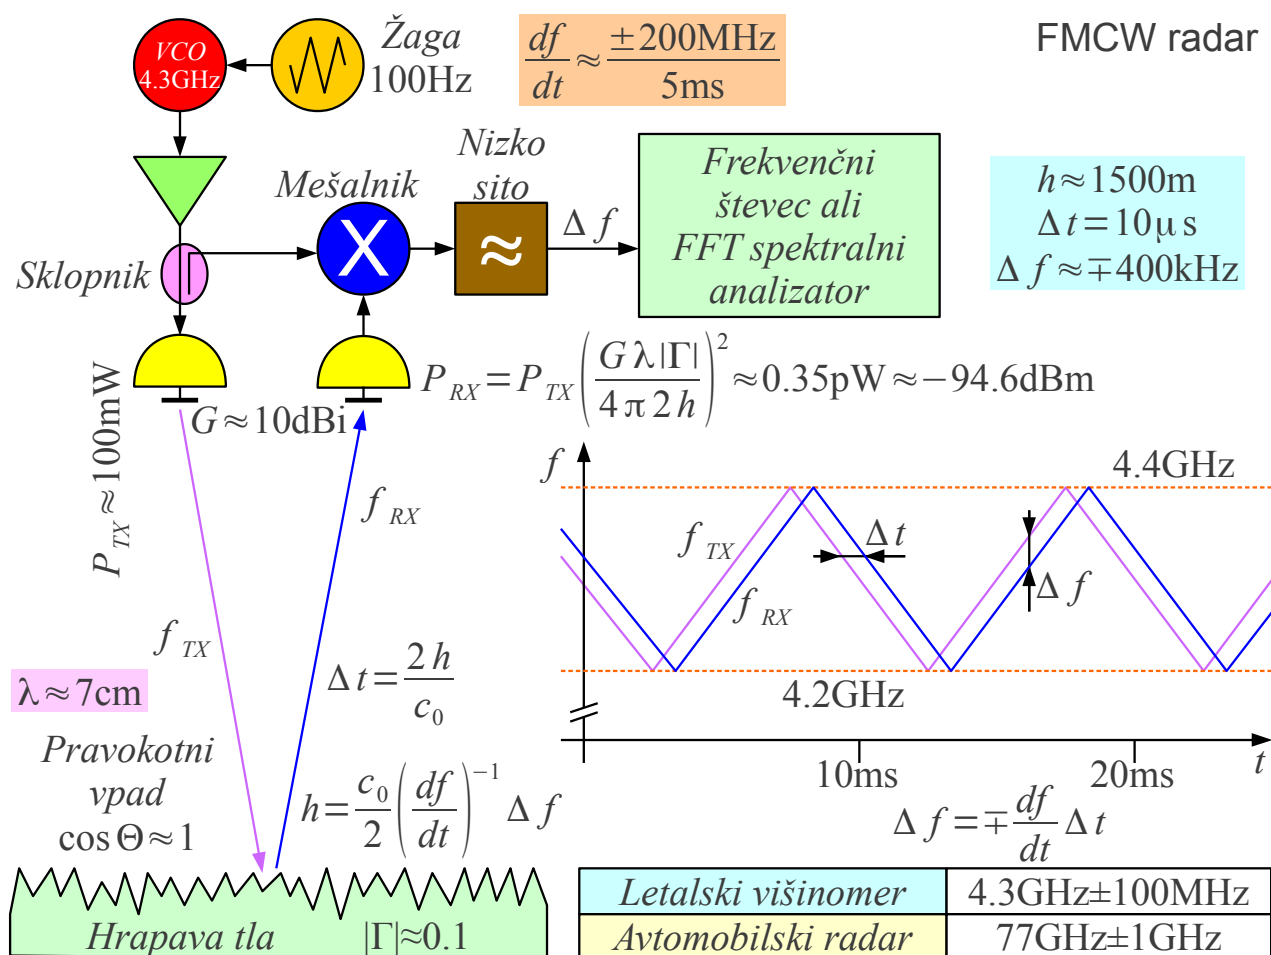 FMCW radar
VCO
4.3GHz
Žaga
100Hz
df/dt ≈ ±200MHz/5ms
Nizko
sito
Mešalnik
X
≈
Δf
Frekvenčni
števec ali
FFT spektralni
analizator
h≈1500m
Δt=10μs
Δf≈∓400kHz
Sklopnik
P_RX = P_TX (Gλ|Γ|/4π2h)² ≈0.35pW≈−94.6dBm
P_TX≈100mW
G≈10dBi
f_TX
f_RX
λ≈7cm
Δt = 2h/c₀
Pravokotni
vpad
cosΘ≈1
h = c₀/2 (df/dt)⁻¹ Δf
Hrapava tla |Γ|≈0.1
f
4.4GHz
f_TX
Δt
f_RX
Δf
4.2GHz
10ms
20ms
t
Δf = ∓ df/dt Δt
Letalski višinomer 4.3GHz±100MHz
Avtomobilski radar 77GHz±1GHz